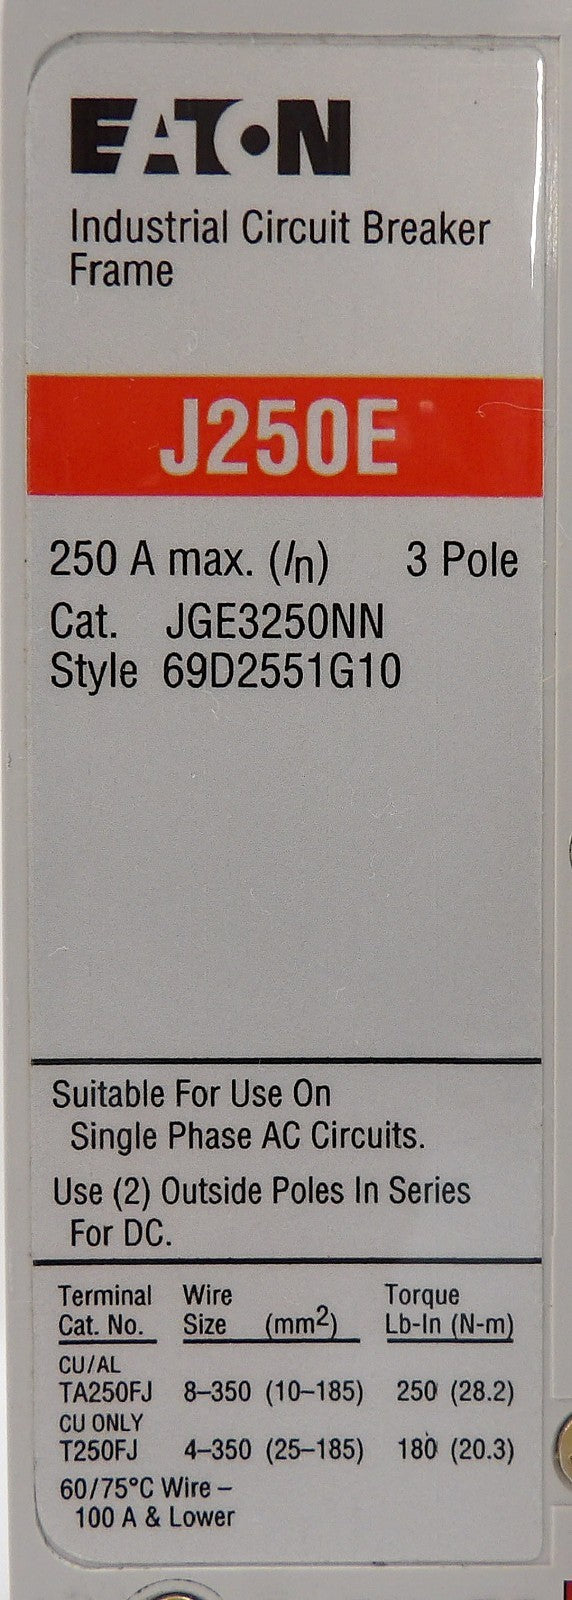 EATON
Industrial Circuit Breaker
Frame
J250E
250 A max. (In) 3 Pole
Cat. JGE3250NN
Style 69D2551G10
Suitable For Use On
Single Phase AC Circuits.
Use (2) Outside Poles In Series
For DC.
Terminal Wire Torque
Cat. No. Size (mm2) Lb-In (N-m)
CU/AL
TA250FJ 8–350 (10–185) 250 (28.2)
CU ONLY
T250FJ 4–350 (25–185) 180 (20.3)
60/75°C Wire –
100 A & Lower